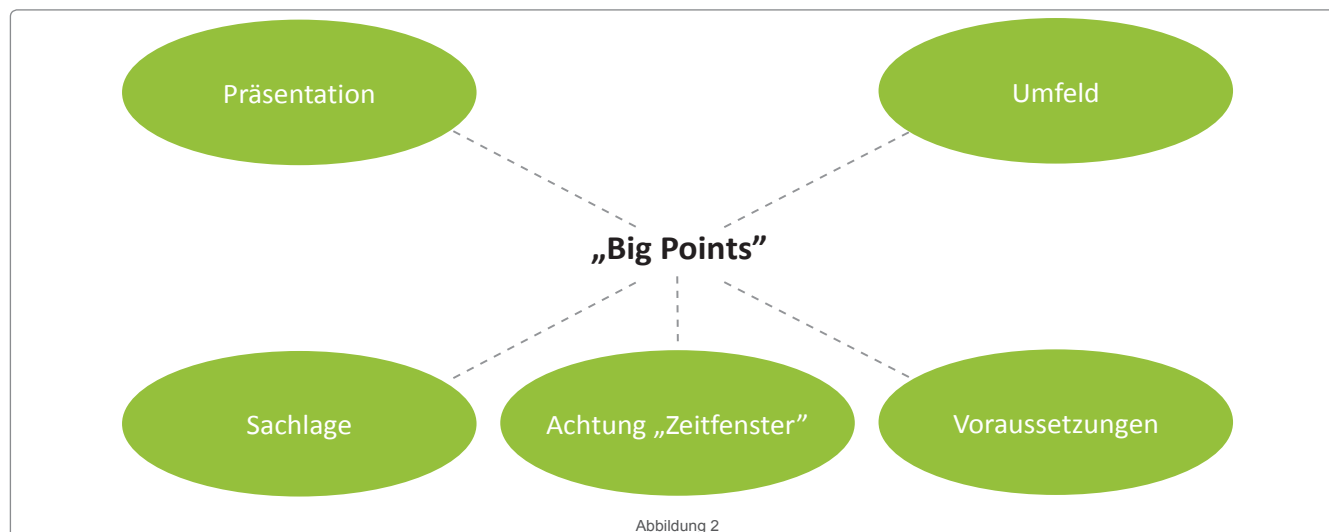 Präsentation
Umfeld
„Big Points”
Sachlage
Achtung „Zeitfenster”
Voraussetzungen
Abbildung 2